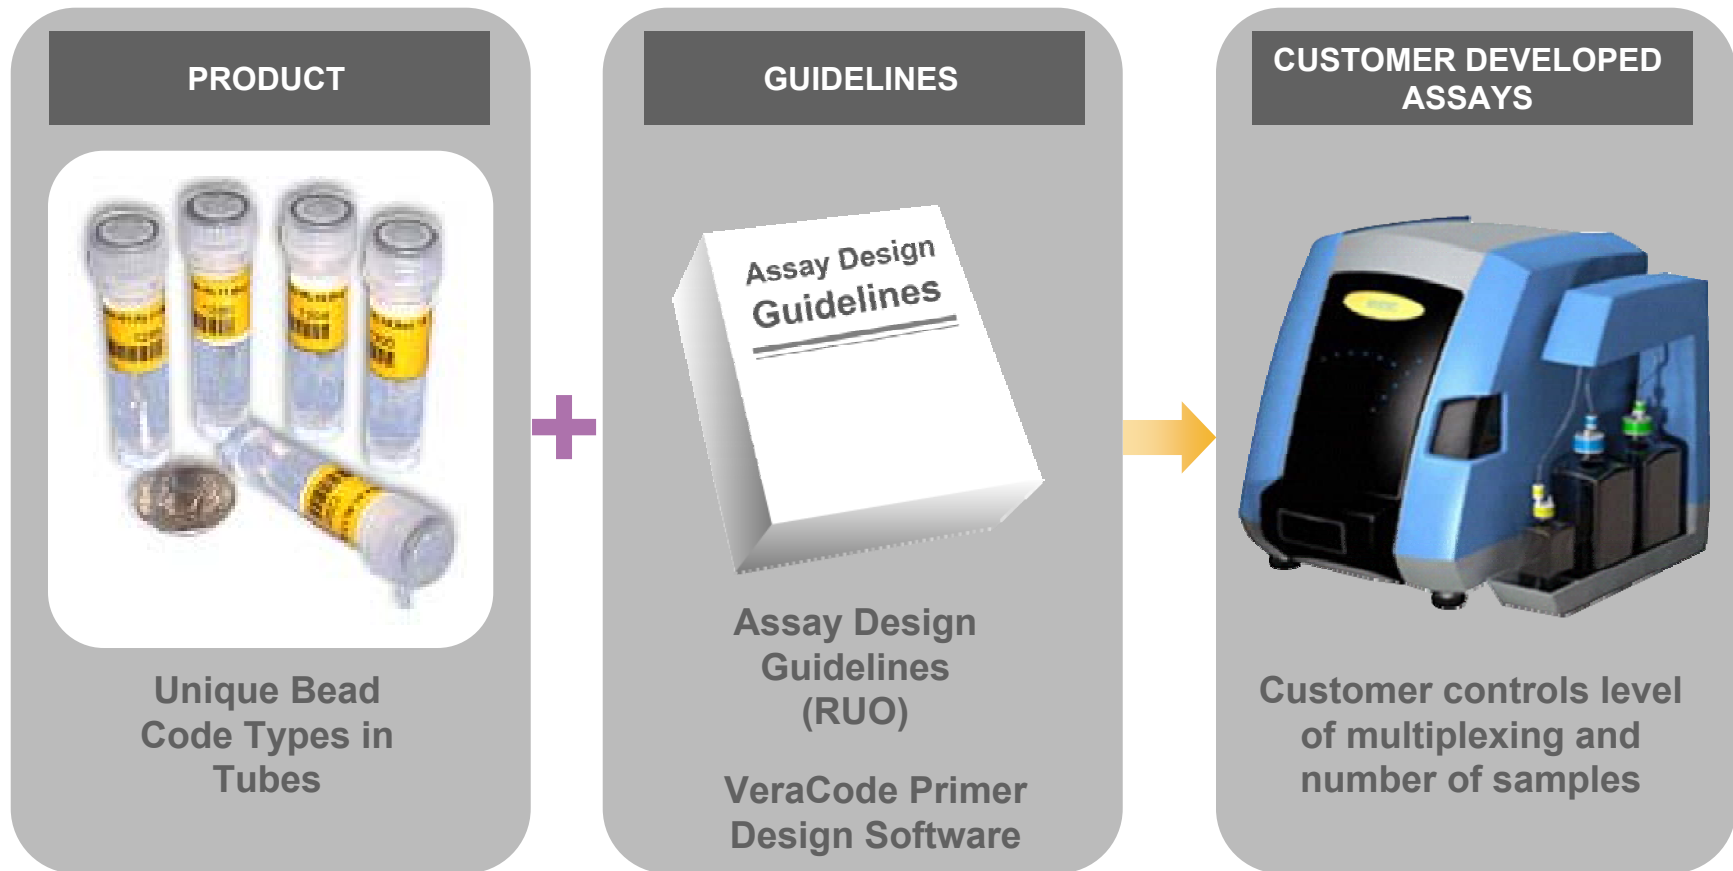 PRODUCT
Unique Bead
Code Types in
Tubes
GUIDELINES
Assay Design
Guidelines
Assay Design
Guidelines
(RUO)
VeraCode Primer
Design Software
CUSTOMER DEVELOPED
ASSAYS
Customer controls level
of multiplexing and
number of samples